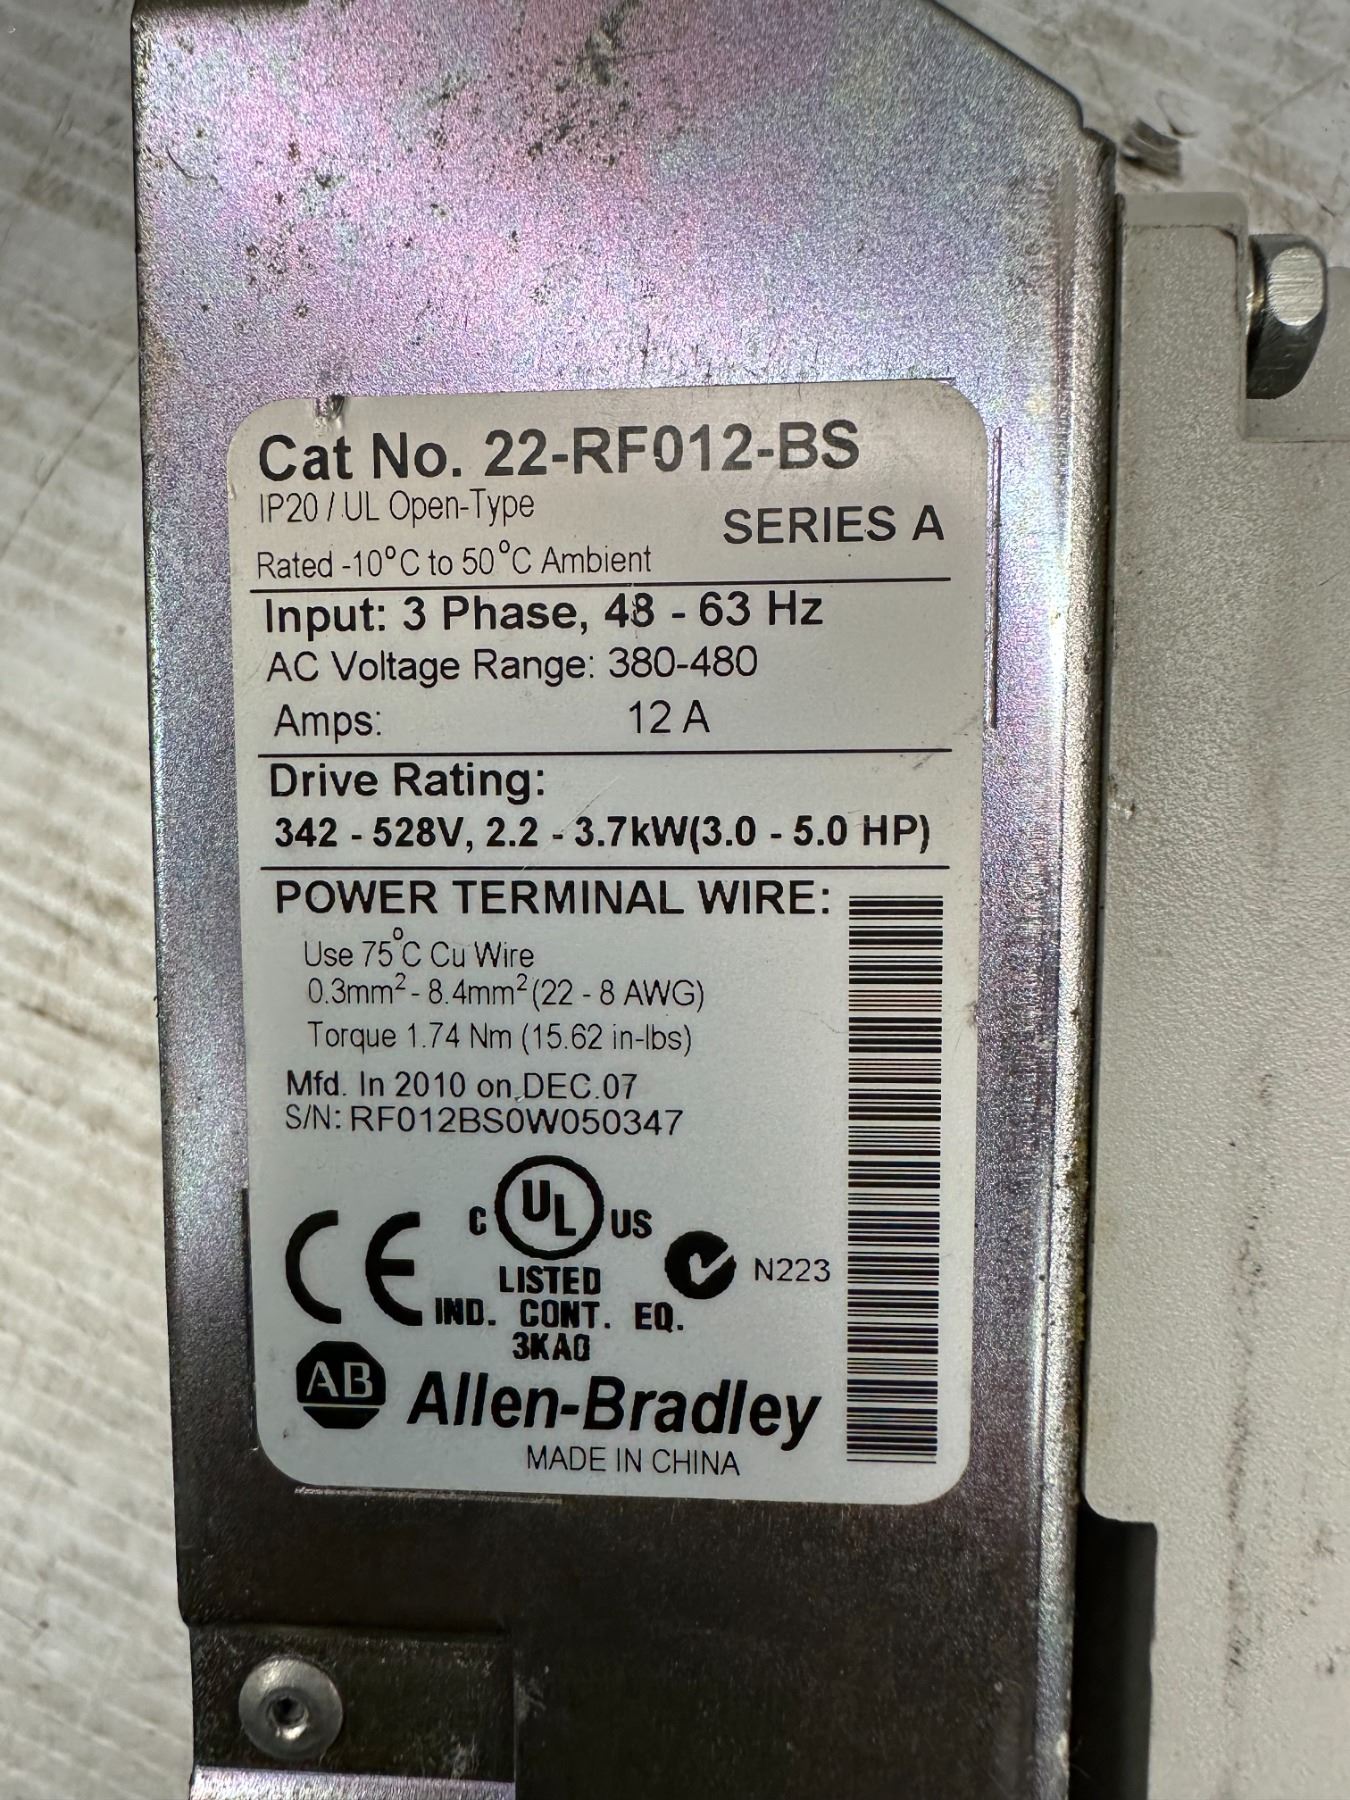 Cat No. 22-RF012-BS
IP20 / UL Open-Type
SERIES A
Rated -10°C to 50°C Ambient
Input: 3 Phase, 48 - 63 Hz
AC Voltage Range: 380-480
Amps: 12 A
Drive Rating:
342 - 528V, 2.2 - 3.7kW(3.0 - 5.0 HP)
POWER TERMINAL WIRE:
Use 75°C Cu Wire
0.3mm² - 8.4mm² (22 - 8 AWG)
Torque 1.74 Nm (15.62 in-lbs)
Mfd. In 2010 on DEC.07
S/N: RF012BS0W050347
CE
C UL US
LISTED
N223
IND. CONT. EQ.
3KAQ
AB Allen-Bradley
MADE IN CHINA